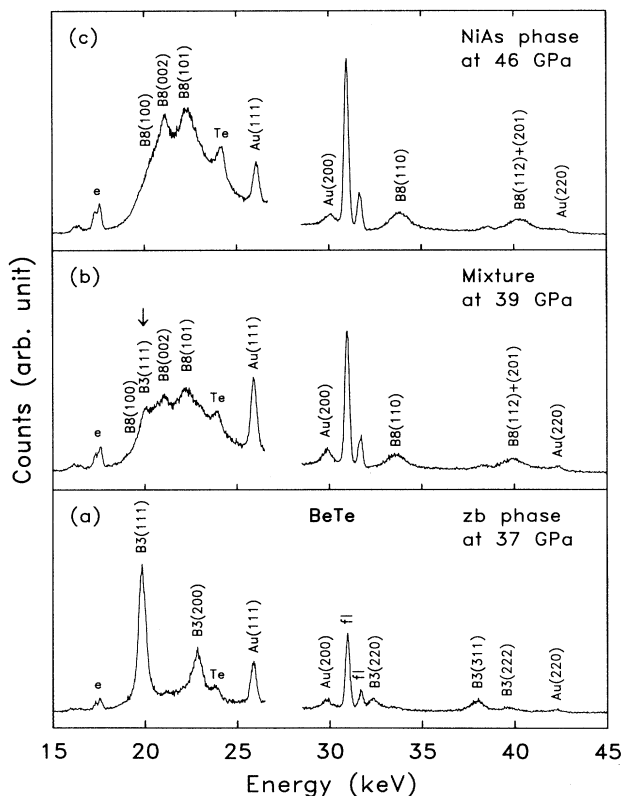 (c)
NiAs phase
at 46 GPa
e
B8(100)
B8(002)
B8(101)
Te
Au(111)
Au(200)
B8(110)
B8(112)+(201)
Au(220)
(b)
Mixture
at 39 GPa
e
B8(100)
↓
B3(111)
B8(002)
B8(101)
Te
Au(111)
Au(200)
B8(110)
B8(112)+(201)
Au(220)
(a)
BeTe
zb phase
at 37 GPa
e
B3(111)
B3(200)
Te
Au(111)
Au(200)
fl
fl
B3(220)
B3(311)
B3(222)
Au(220)
Counts (arb. unit)
15 20 25 30 35 40 45
Energy (keV)